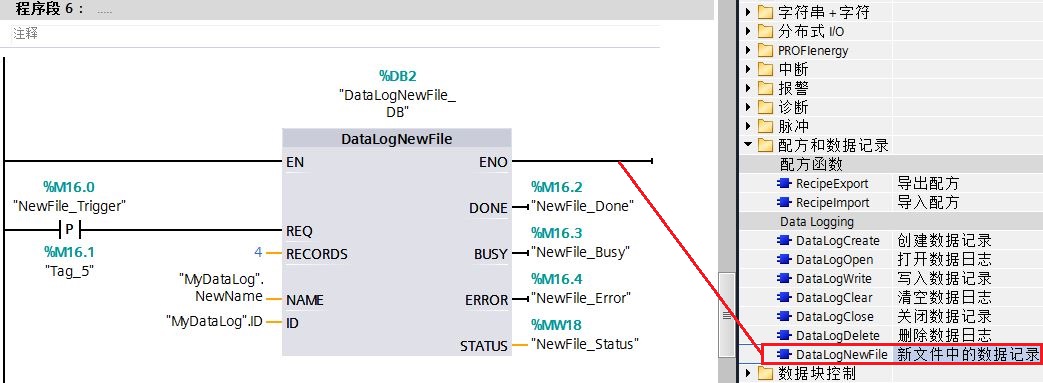 程序段 6： .....
注释
%DB2
"DataLogNewFile_
DB"
DataLogNewFile
EN
ENO
%M16.0
"NewFile_Trigger"
P
%M16.1
"Tag_5"
REQ
4
RECORDS
"MyDataLog".
NewName
NAME
"MyDataLog".ID
ID
%M16.2
DONE
"NewFile_Done"
%M16.3
BUSY
"NewFile_Busy"
%M16.4
ERROR
"NewFile_Error"
%MW18
STATUS
"NewFile_Status"
字符串 + 字符
分布式 I/O
PROFIenergy
中断
报警
诊断
脉冲
配方和数据记录
配方函数
RecipeExport 导出配方
RecipeImport 导入配方
Data Logging
DataLogCreate 创建数据记录
DataLogOpen 打开数据日志
DataLogWrite 写入数据记录
DataLogClear 清空数据日志
DataLogClose 关闭数据记录
DataLogDelete 删除数据日志
DataLogNewFile 新文件中的数据记录
数据块控制